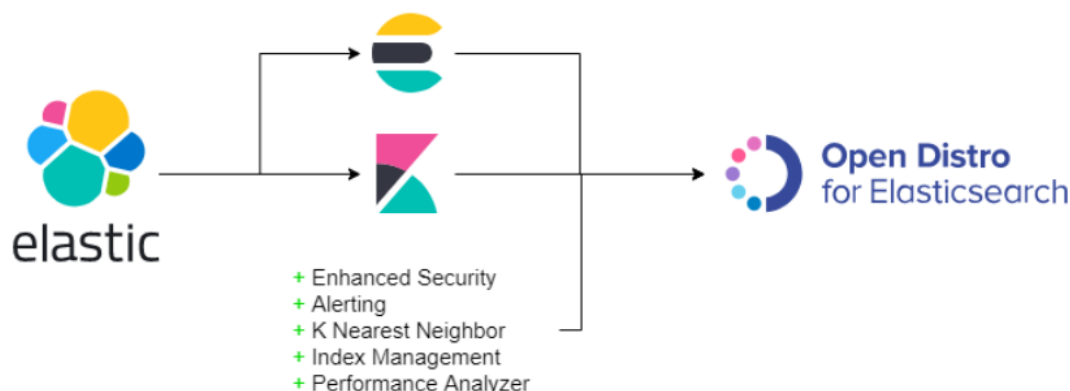 elastic
+ Enhanced Security
+ Alerting
+ K Nearest Neighbor
+ Index Management
+ Performance Analyzer
Open Distro
for Elasticsearch